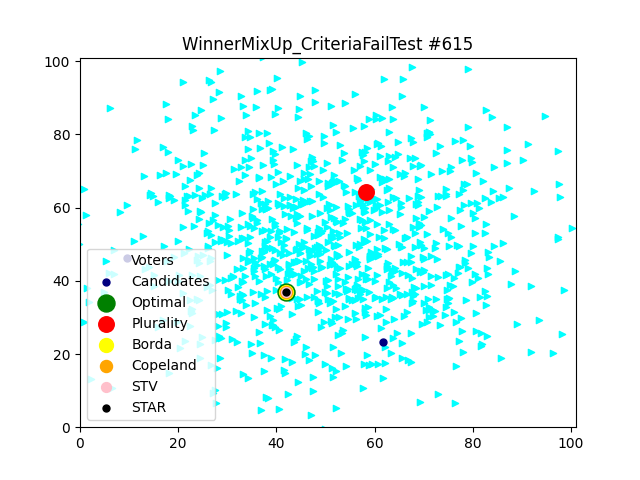 WinnerMixUp_CriteriaFailTest #615
100
80
60
40
20
0
0 20 40 60 80 100
Voters
Candidates
Optimal
Plurality
Borda
Copeland
STV
STAR